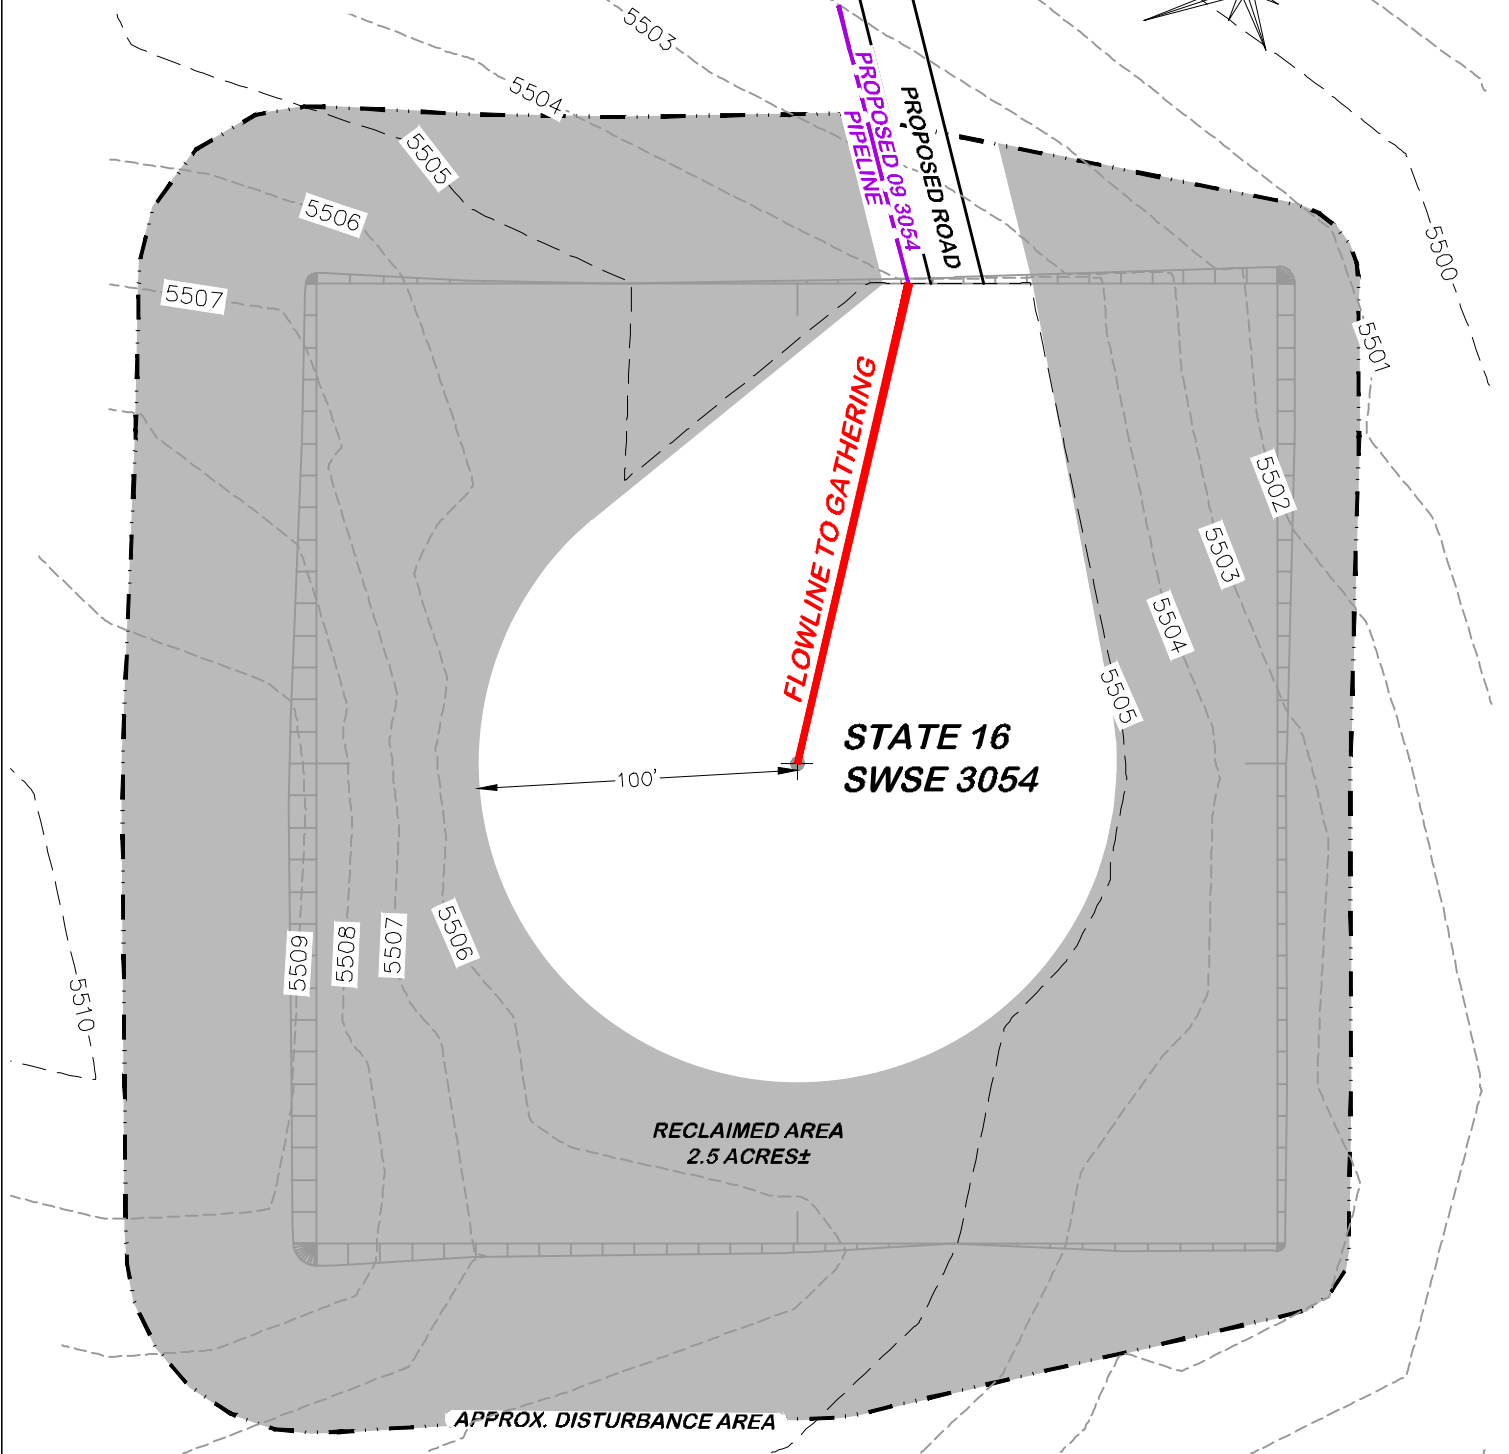 5503
5504
5505
5506
5507
PROPOSED 09 3054
PIPELINE
PROPOSED ROAD
5500
5501
5502
5503
5504
5505
FLOWLINE TO GATHERING
STATE 16
SWSE 3054
100'
5510
5509
5508
5507
5506
RECLAIMED AREA
2.5 ACRES±
APPROX. DISTURBANCE AREA